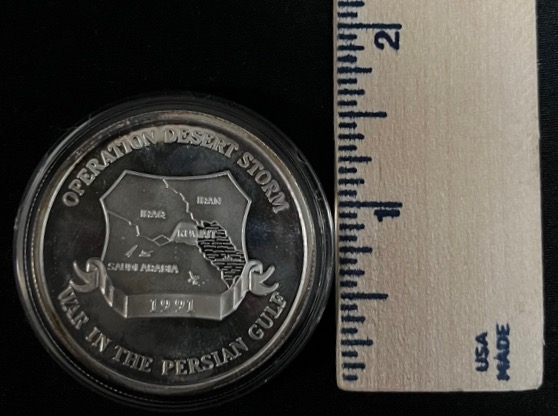 OPERATION DESERT STORM
IRAN
IRAQ
KUWAIT
SAUDI ARABIA
1991
WAR IN THE PERSIAN GULF
2
1
USA
MADE